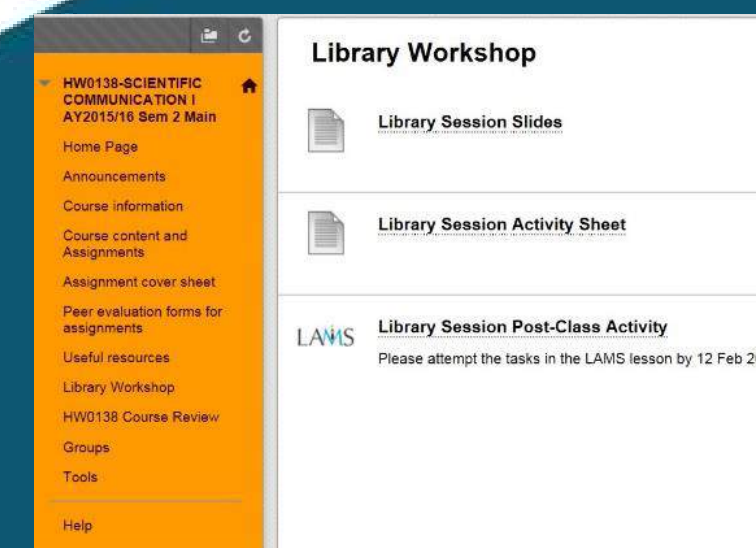 HW0138-SCIENTIFIC
COMMUNICATION I
AY2015/16 Sem 2 Main
Home Page
Announcements
Course information
Course content and
Assignments
Assignment cover sheet
Peer evaluation forms for
assignments
Useful resources
Library Workshop
HW0138 Course Review
Groups
Tools
Help
Library Workshop
Library Session Slides
Library Session Activity Sheet
LAMS
Library Session Post-Class Activity
Please attempt the tasks in the LAMS lesson by 12 Feb